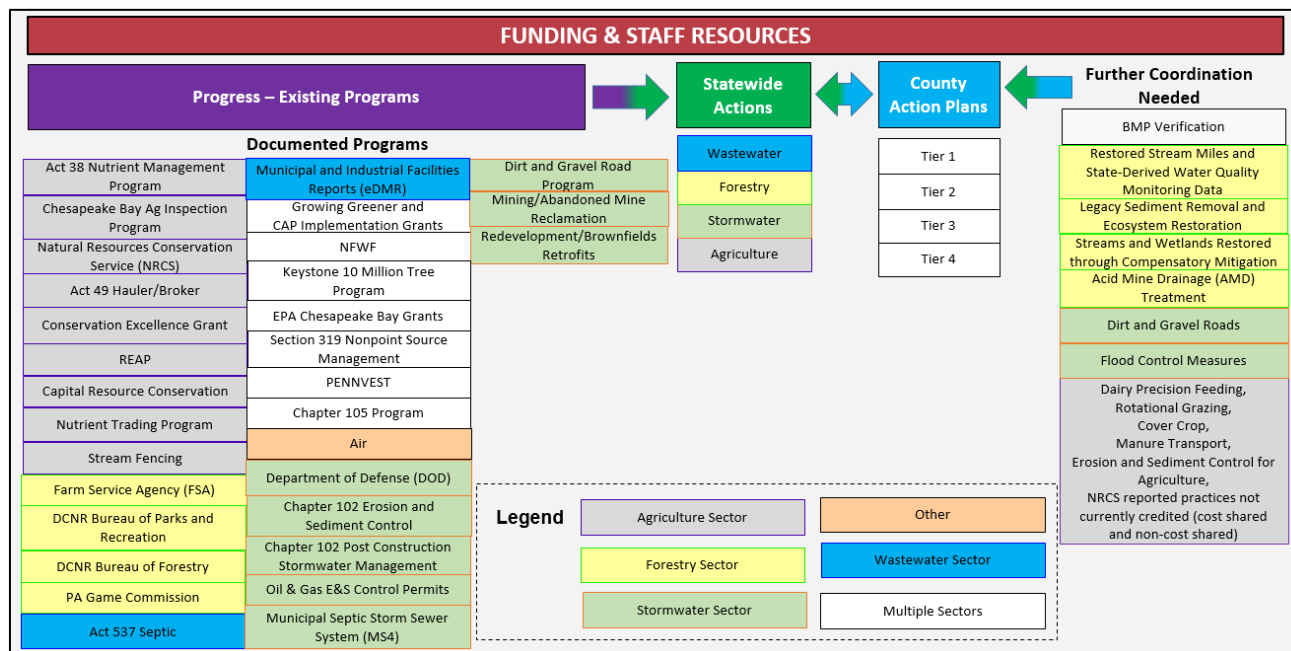 FUNDING & STAFF RESOURCES
Progress – Existing Programs
Statewide
Actions
County
Action Plans
Further Coordination
Needed
Documented Programs
Act 38 Nutrient Management
Program
Chesapeake Bay Ag Inspection
Program
Natural Resources Conservation
Service (NRCS)
Act 49 Hauler/Broker
Conservation Excellence Grant
REAP
Capital Resource Conservation
Nutrient Trading Program
Stream Fencing
Farm Service Agency (FSA)
DCNR Bureau of Parks and
Recreation
DCNR Bureau of Forestry
PA Game Commission
Act 537 Septic
Municipal and Industrial Facilities
Reports (eDMR)
Growing Greener and
CAP Implementation Grants
NFWF
Keystone 10 Million Tree
Program
EPA Chesapeake Bay Grants
Section 319 Nonpoint Source
Management
PENNVEST
Chapter 105 Program
Air
Department of Defense (DOD)
Chapter 102 Erosion and
Sediment Control
Chapter 102 Post Construction
Stormwater Management
Oil & Gas E&S Control Permits
Municipal Septic Storm Sewer
System (MS4)
Dirt and Gravel Road
Program
Mining/Abandoned Mine
Reclamation
Redevelopment/Brownfields
Retrofits
Wastewater
Forestry
Stormwater
Agriculture
Tier 1
Tier 2
Tier 3
Tier 4
BMP Verification
Restored Stream Miles and
State-Derived Water Quality
Monitoring Data
Legacy Sediment Removal and
Ecosystem Restoration
Streams and Wetlands Restored
through Compensatory Mitigation
Acid Mine Drainage (AMD)
Treatment
Dirt and Gravel Roads
Flood Control Measures
Dairy Precision Feeding,
Rotational Grazing,
Cover Crop,
Manure Transport,
Erosion and Sediment Control for
Agriculture,
NRCS reported practices not
currently credited (cost shared
and non-cost shared)
Legend
Agriculture Sector
Forestry Sector
Stormwater Sector
Other
Wastewater Sector
Multiple Sectors